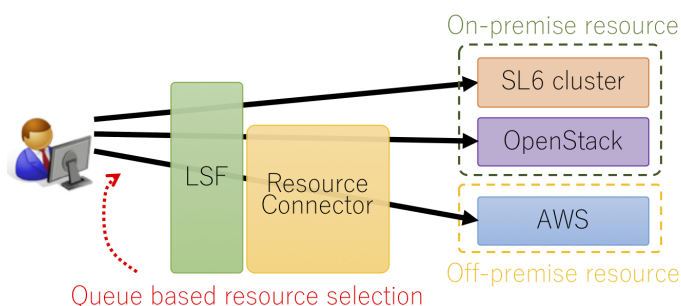 On-premise resource
SL6 cluster
OpenStack
LSF
Resource
Connector
AWS
Off-premise resource
Queue based resource selection